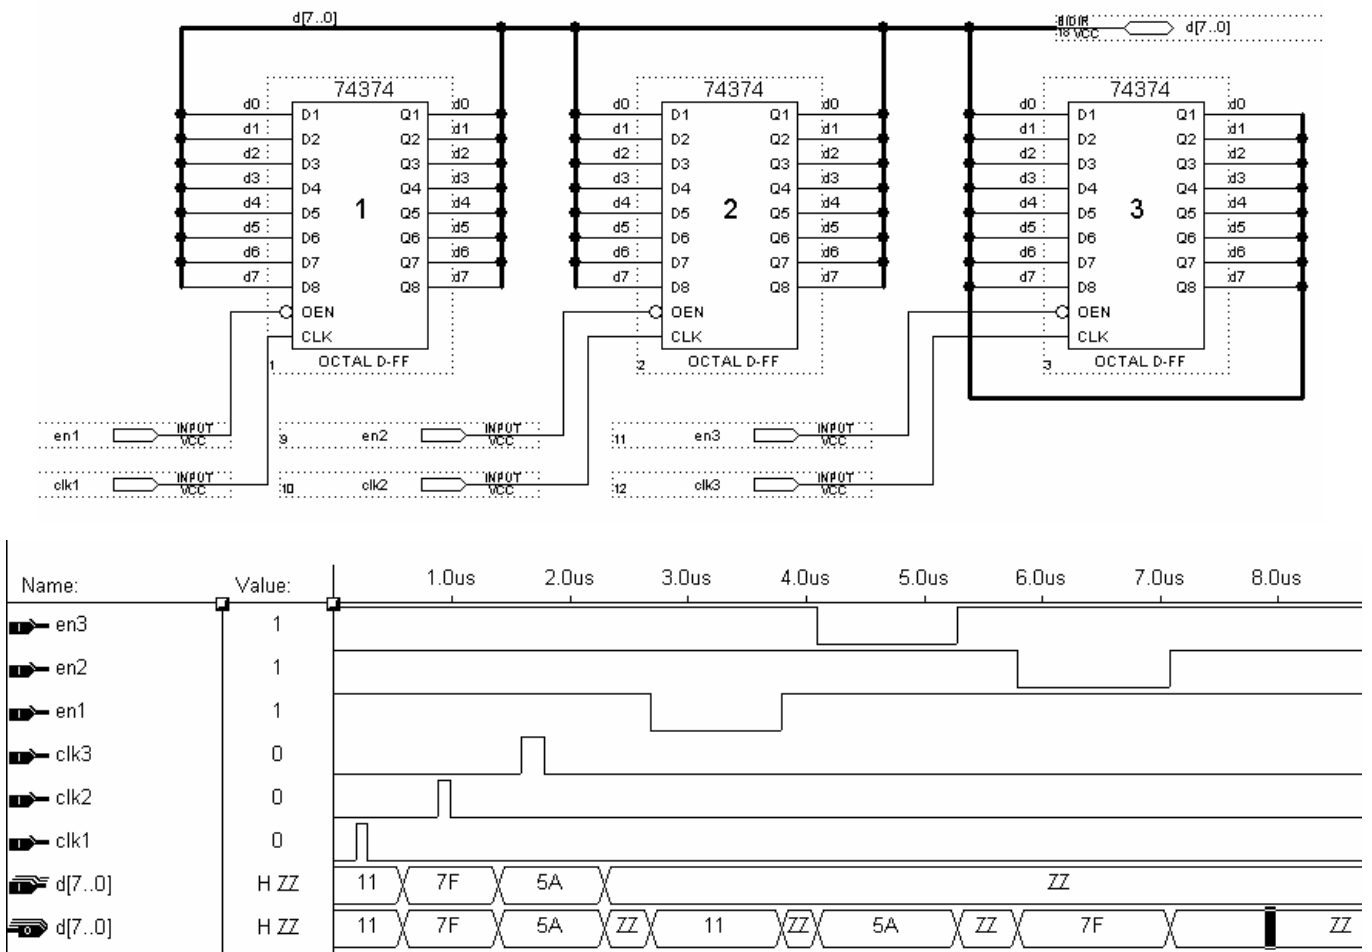 d[7..0]
BIDIR
18 VCC
d[7..0]
74374 74374 74374
d0 D1 Q1 d0 d0 D1 Q1 d0 d0 D1 Q1 d0
d1 D2 Q2 d1 d1 D2 Q2 d1 d1 D2 Q2 d1
d2 D3 Q3 d2 d2 D3 Q3 d2 d2 D3 Q3 d2
d3 D4 Q4 d3 d3 D4 Q4 d3 d3 D4 Q4 d3
d4 D5 1 Q5 d4 d4 D5 2 Q5 d4 d4 D5 3 Q5 d4
d5 D6 Q6 d5 d5 D6 Q6 d5 d5 D6 Q6 d5
d6 D7 Q7 d6 d6 D7 Q7 d6 d6 D7 Q7 d6
d7 D8 Q8 d7 d7 D8 Q8 d7 d7 D8 Q8 d7
OEN OEN OEN
CLK CLK CLK
1 OCTAL D-FF 2 OCTAL D-FF 3 OCTAL D-FF
en1 INPUT VCC 9 en2 INPUT VCC 11 en3 INPUT VCC
clk1 INPUT VCC 10 clk2 INPUT VCC 12 clk3 INPUT VCC
Name: Value: 1.0us 2.0us 3.0us 4.0us 5.0us 6.0us 7.0us 8.0us
en3 1
en2 1
en1 1
clk3 0
clk2 0
clk1 0
d[7..0] H ZZ 11 7F 5A ZZ
d[7..0] H ZZ 11 7F 5A ZZ 11 ZZ 5A ZZ 7F ZZ